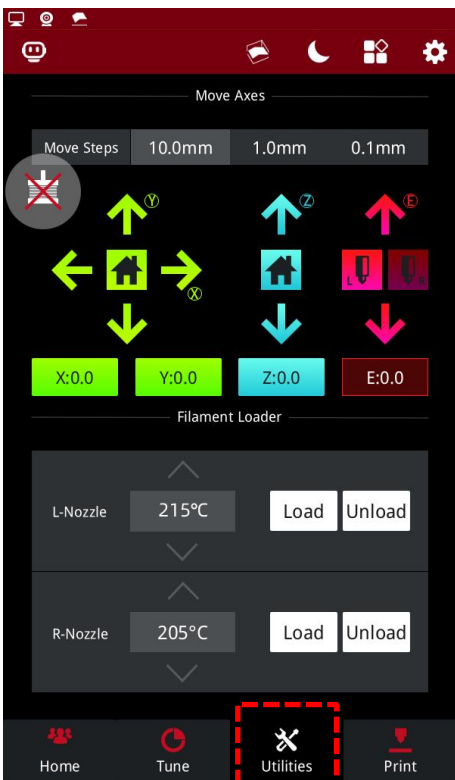 Move Axes
Move Steps 10.0mm 1.0mm 0.1mm
Y Z E
X
L R
X:0.0 Y:0.0 Z:0.0 E:0.0
Filament Loader
L-Nozzle 215℃ Load Unload
R-Nozzle 205°C Load Unload
Home Tune Utilities Print